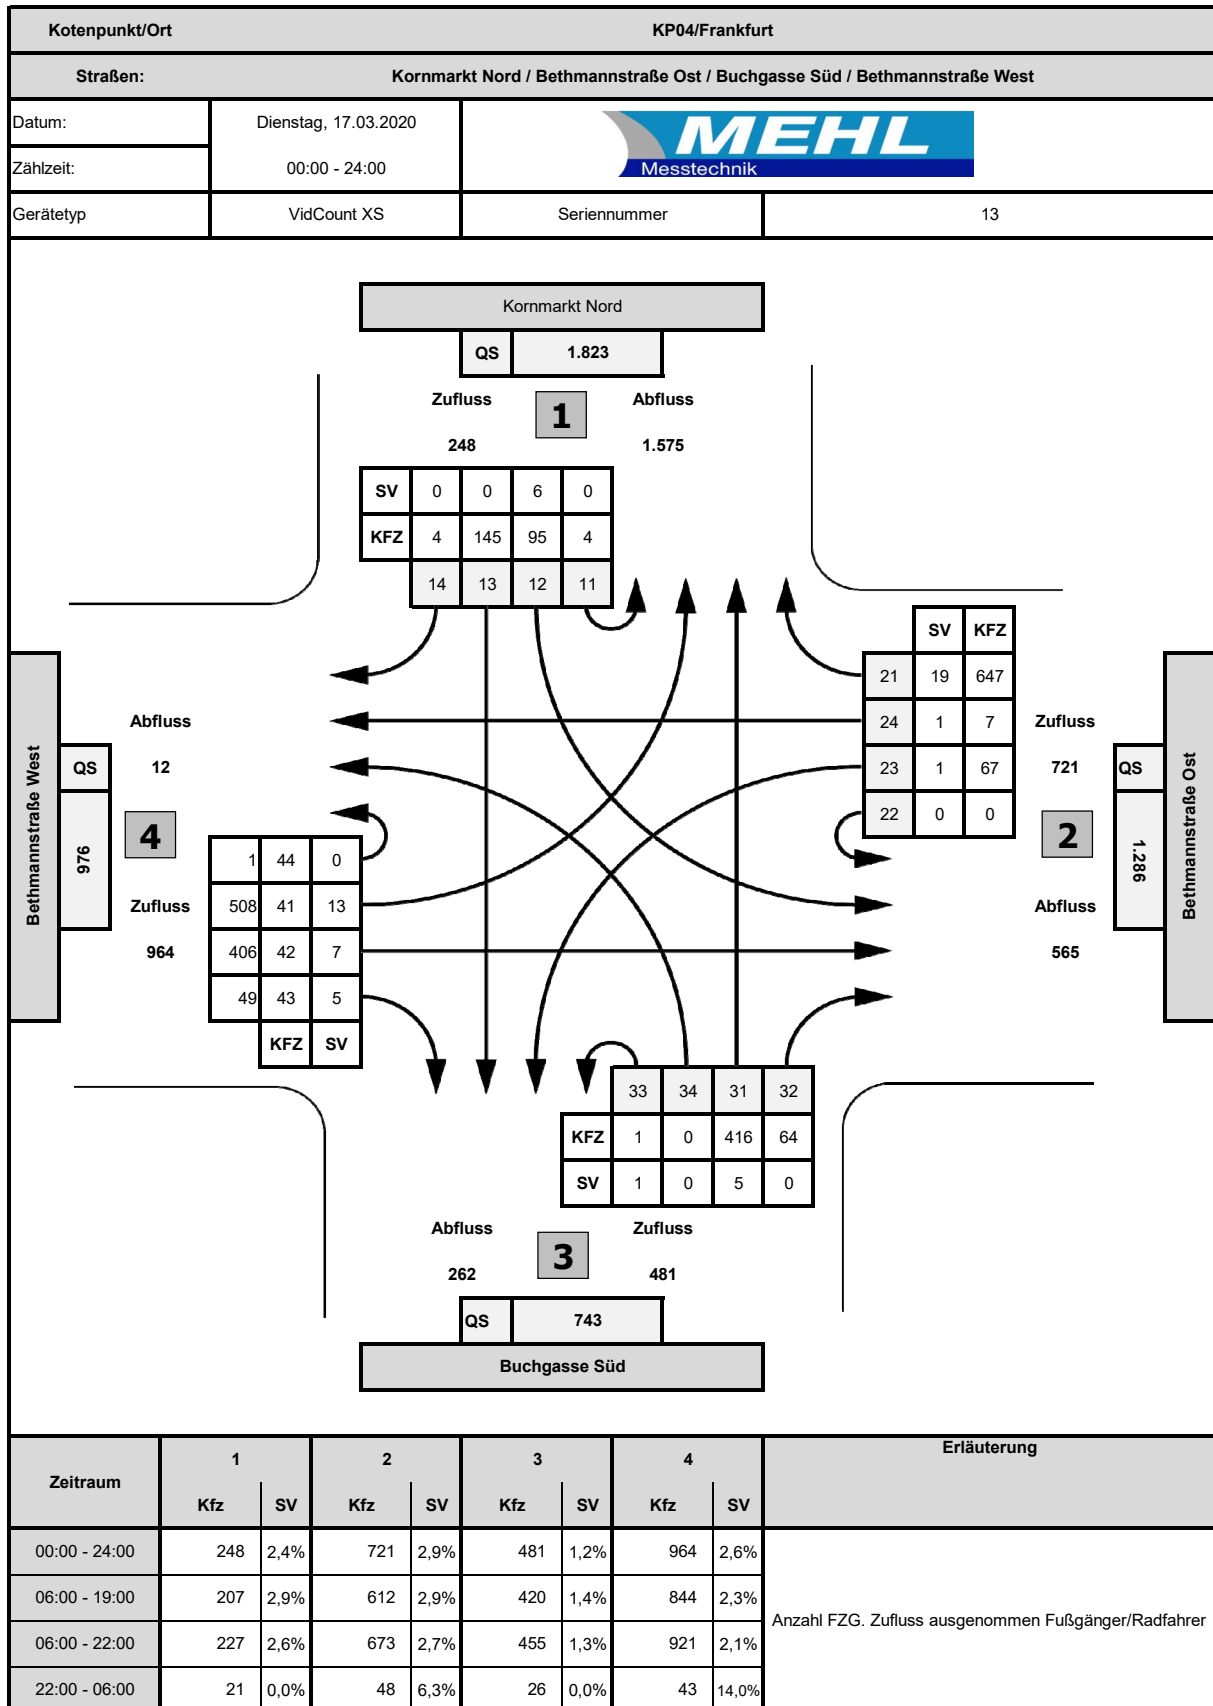 Kotenpunkt/Ort KP04/Frankfurt
Straßen: Kornmarkt Nord / Bethmannstraße Ost / Buchgasse Süd / Bethmannstraße West
Datum: Dienstag, 17.03.2020
MEHL
Messtechnik
Zählzeit: 00:00 - 24:00
Gerätetyp VidCount XS Seriennummer 13
Kornmarkt Nord
QS 1.823
Zufluss 1 Abfluss
248 1.575
SV 0 0 6 0
KFZ 4 145 95 4
14 13 12 11
SV KFZ
21 19 647
24 1 7
23 1 67
22 0 0
Zufluss
721
2
Abfluss
565
QS
1.286
Bethmannstraße Ost
Bethmannstraße West
QS
976
Abfluss
12
4
Zufluss
964
1 44 0
508 41 13
406 42 7
49 43 5
KFZ SV
33 34 31 32
KFZ 1 0 416 64
SV 1 0 5 0
Abfluss 3 Zufluss
262 481
QS 743
Buchgasse Süd
Zeitraum 1 2 3 4 Erläuterung
Kfz SV Kfz SV Kfz SV Kfz SV
00:00 - 24:00 248 2,4% 721 2,9% 481 1,2% 964 2,6%
06:00 - 19:00 207 2,9% 612 2,9% 420 1,4% 844 2,3%
Anzahl FZG. Zufluss ausgenommen Fußgänger/Radfahrer
06:00 - 22:00 227 2,6% 673 2,7% 455 1,3% 921 2,1%
22:00 - 06:00 21 0,0% 48 6,3% 26 0,0% 43 14,0%